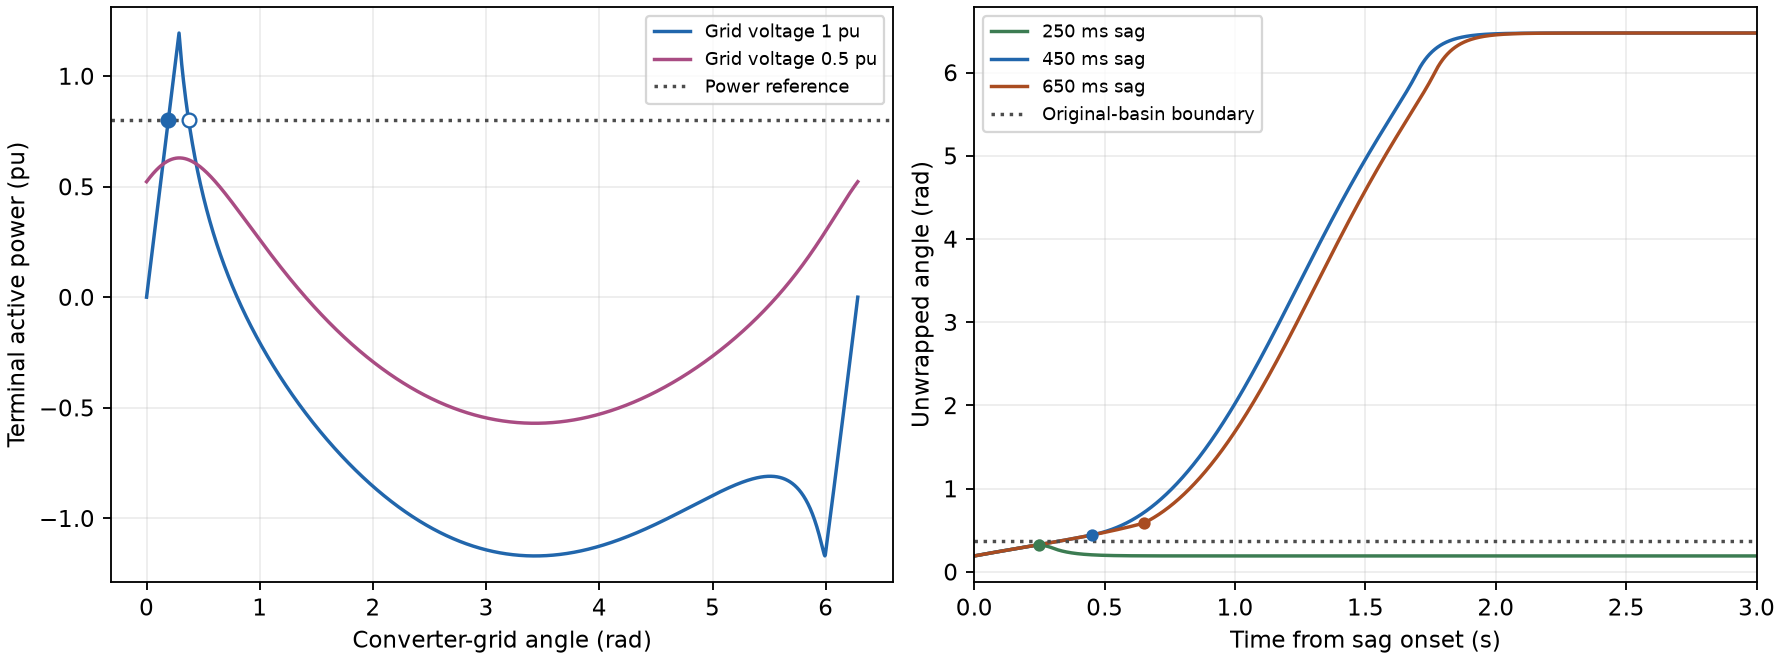 Terminal active power (pu)
1.0
0.5
0.0
−0.5
−1.0
0
1
2
3
4
5
6
Converter-grid angle (rad)
Grid voltage 1 pu
Grid voltage 0.5 pu
Power reference
Unwrapped angle (rad)
6
5
4
3
2
1
0
0.0
0.5
1.0
1.5
2.0
2.5
3.0
Time from sag onset (s)
250 ms sag
450 ms sag
650 ms sag
Original-basin boundary